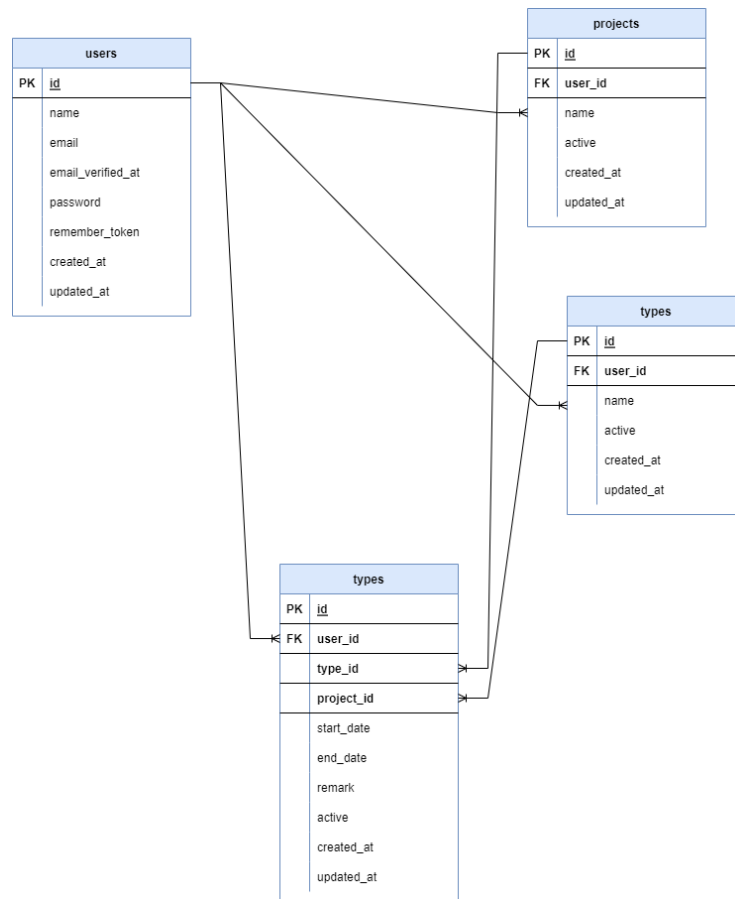 users
PK id
name
email
email_verified_at
password
remember_token
created_at
updated_at
projects
PK id
FK user_id
name
active
created_at
updated_at
types
PK id
FK user_id
name
active
created_at
updated_at
types
PK id
FK user_id
type_id
project_id
start_date
end_date
remark
active
created_at
updated_at